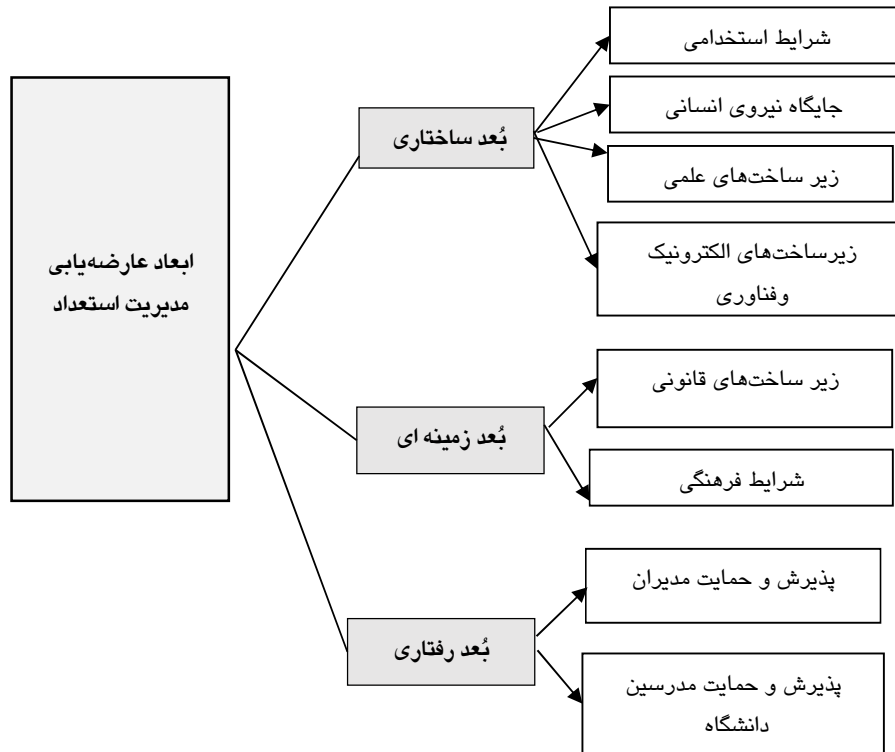 ابعاد عارضه‌یابی
مدیریت استعداد
بُعد ساختاری
شرایط استخدامی
جایگاه نیروی انسانی
زیر ساخت‌های علمی
زیرساخت‌های الکترونیک
وفناوری
بُعد زمینه ای
زیر ساخت‌های قانونی
شرایط فرهنگی
بُعد رفتاری
پذیرش و حمایت مدیران
پذیرش و حمایت مدرسین
دانشگاه